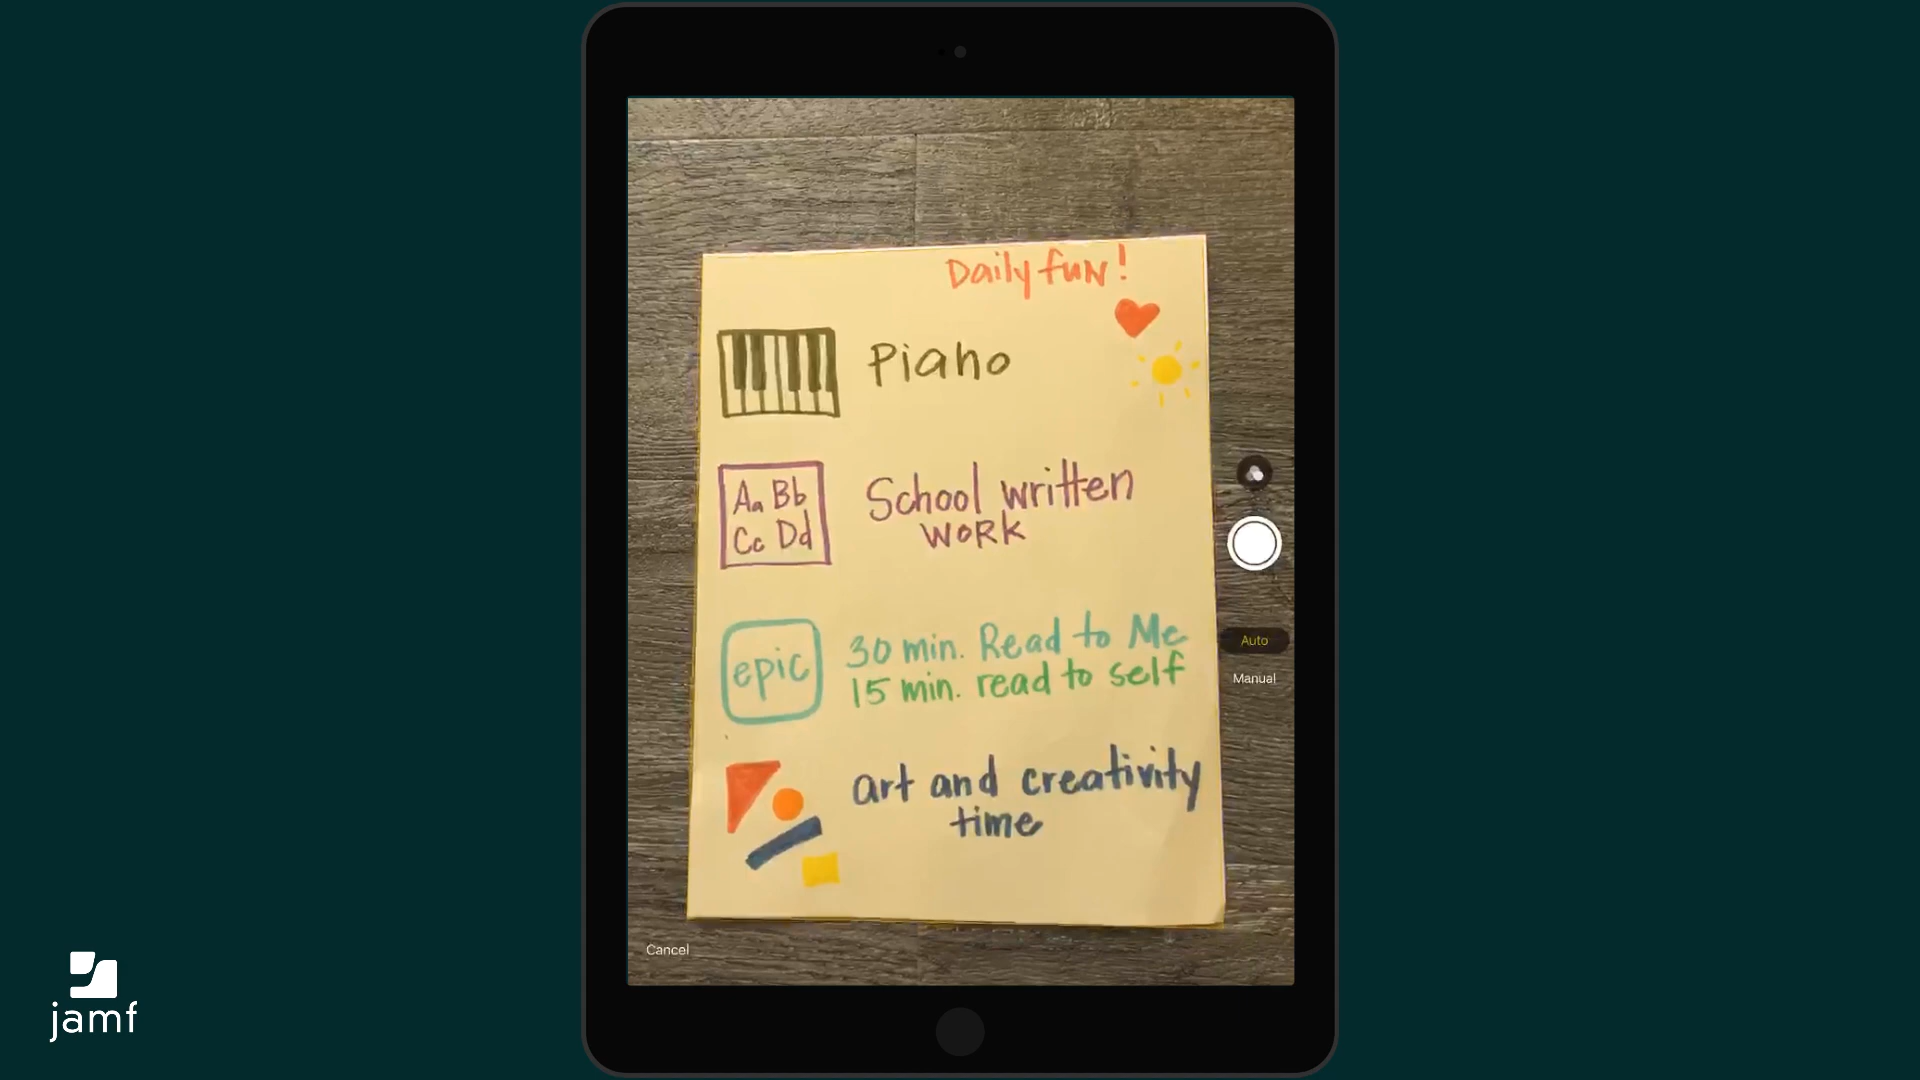 Daily fun!
Piano
Aa Bb
Cc Dd
School written
work
epic
30 min. Read to Me
15 min. read to self
art and creativity
time
Auto
Manual
Cancel
jamf